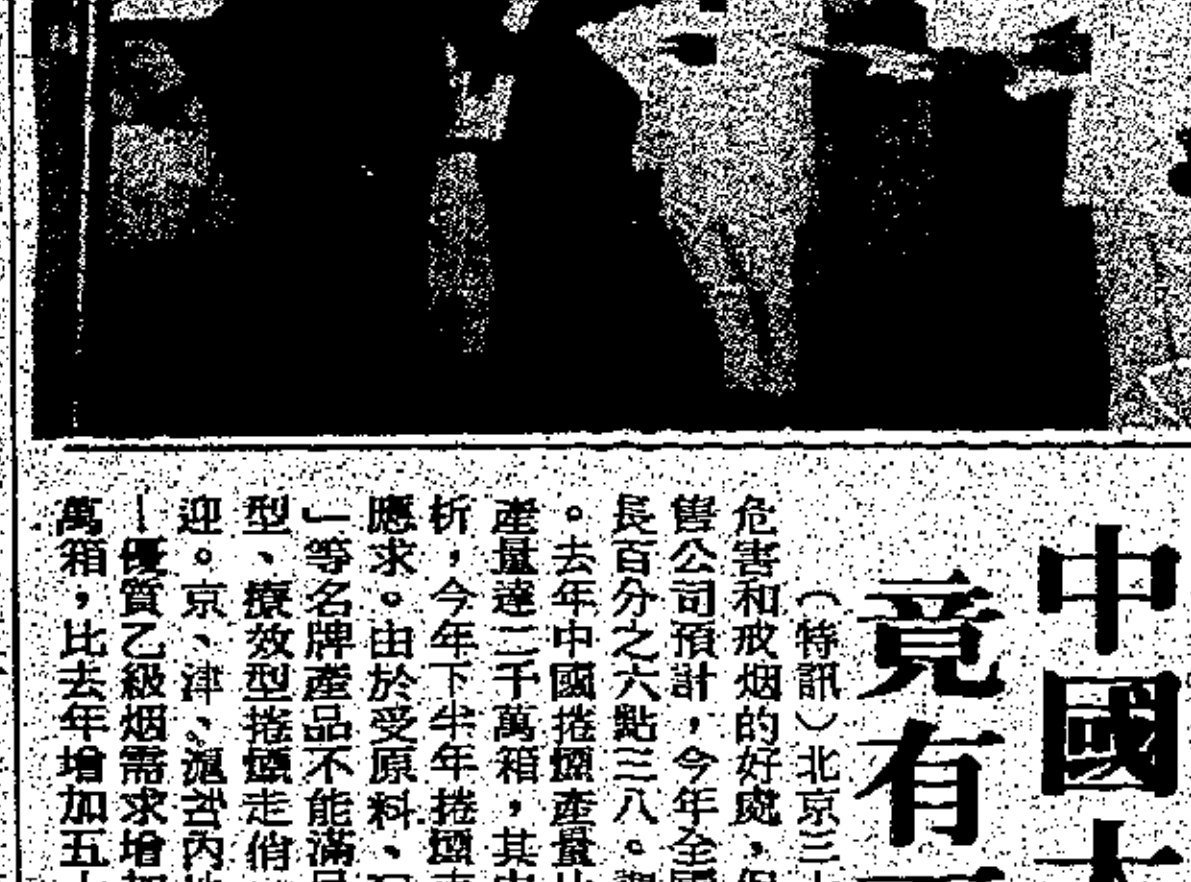 中國
竟有
（特訊）北京三
危害和戒烟的好處，但
售公司預計，今年全國
長百分之六點三八。
。去年中國捲煙產量比
產量達二千萬箱，其中
析，今年下半年捲煙
應求。由於受原料、
」等名牌產品不能滿足
型、療效型捲煙走俏
迎。京、津、滬
優質乙級烟需求增加
萬箱，比去年增加五